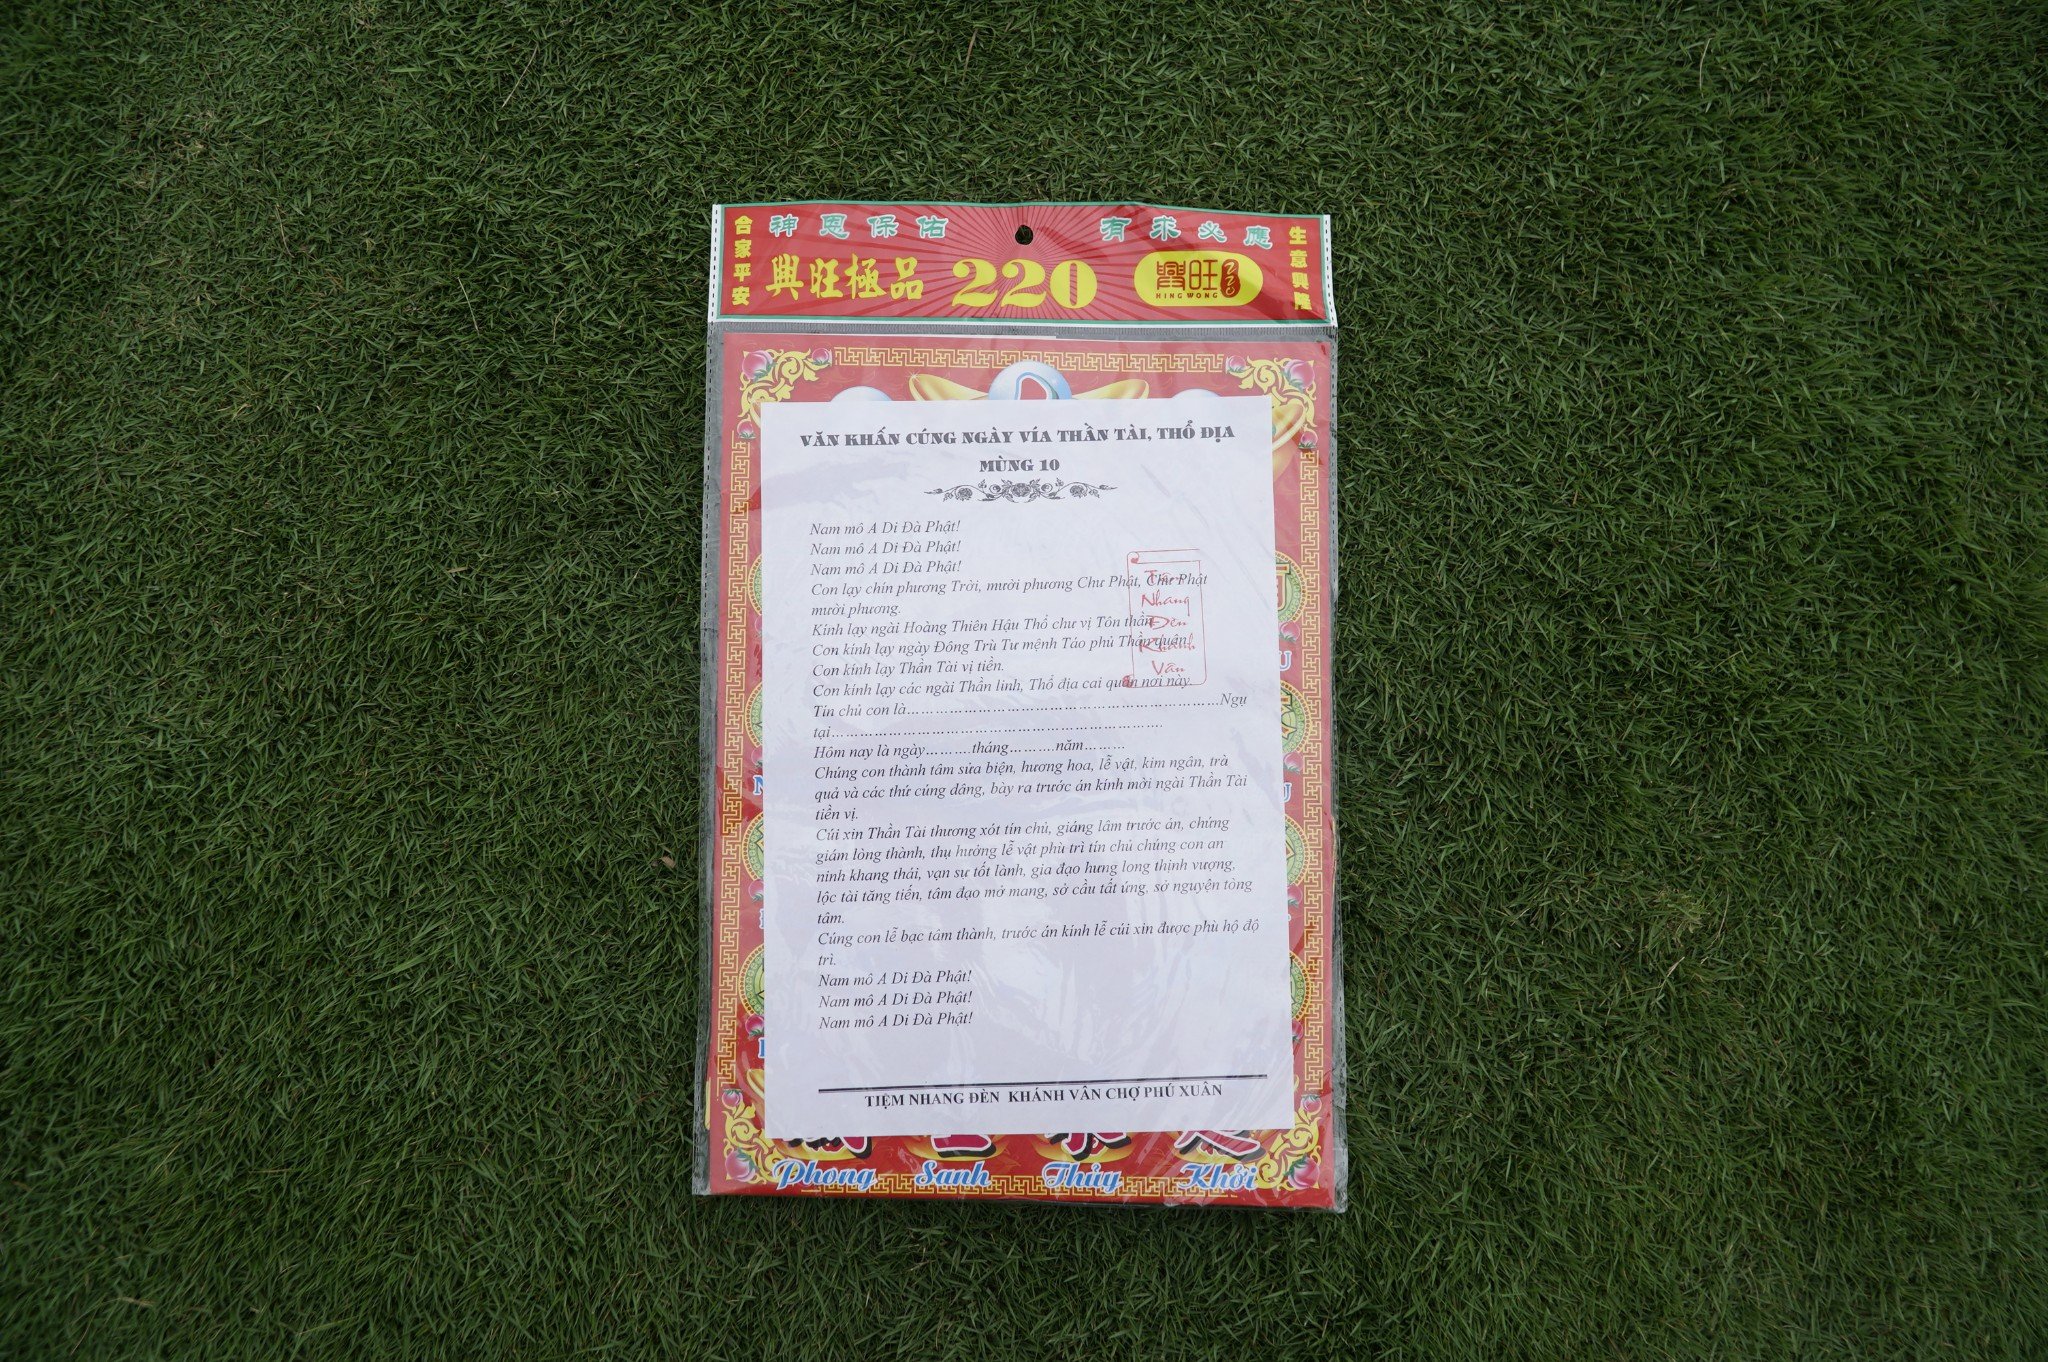 合家平安
神恩保佑
有求必應
生意興隆
興旺極品 220 興旺
HING WONG
VĂN KHẤN CÚNG NGÀY VÍA THẦN TÀI, THỔ ĐỊA
MÙNG 10
Nam mô A Di Đà Phật!
Nam mô A Di Đà Phật!
Nam mô A Di Đà Phật!
Con lạy chín phương Trời, mười phương Chư Phật, Chư Phật
mười phương.
Kính lạy ngài Hoàng Thiên Hậu Thổ chư vị Tôn thần
Con kính lạy ngày Đông Trù Tư mệnh Táo phủ Thần quân
Con kính lạy Thần Tài vị tiền.
Con kính lạy các ngài Thần linh, Thổ địa cai quản nơi này.
Tín chủ con là……………………………………………………Ngụ
tại……………………………………………………….
Hôm nay là ngày……….tháng……….năm………
Chúng con thành tâm sửa biện, hương hoa, lễ vật, kim ngân, trà
quả và các thứ cúng dâng, bày ra trước án kính mời ngài Thần Tài
tiền vị.
Cúi xin Thần Tài thương xót tín chủ, giáng lâm trước án, chứng
giám lòng thành, thụ hưởng lễ vật phù trì tín chủ chúng con an
ninh khang thái, vạn sự tốt lành, gia đạo hưng long thịnh vượng,
lộc tài tăng tiến, tâm đạo mở mang, sở cầu tất ứng, sở nguyện tòng
tâm.
Cúng con lễ bạc tâm thành, trước án kính lễ cúi xin được phù hộ độ
trì.
Nam mô A Di Đà Phật!
Nam mô A Di Đà Phật!
Nam mô A Di Đà Phật!
Nhang
Đèn
Khánh
Vân
TIỆM NHANG ĐÈN KHÁNH VÂN CHỢ PHÚ XUÂN
Phong Sanh Thủy Khởi